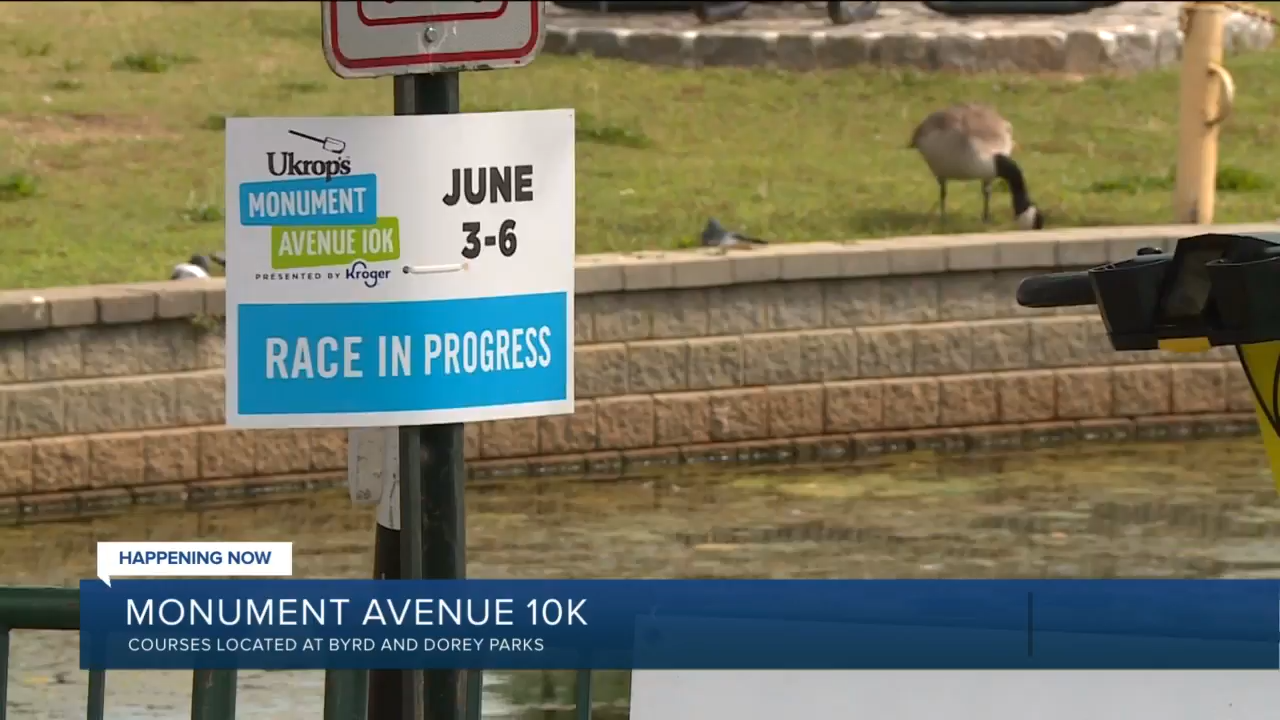 Ukrop's
MONUMENT
AVENUE 10K
PRESENTED BY Kroger
JUNE
3-6
RACE IN PROGRESS
HAPPENING NOW
MONUMENT AVENUE 10K
COURSES LOCATED AT BYRD AND DOREY PARKS